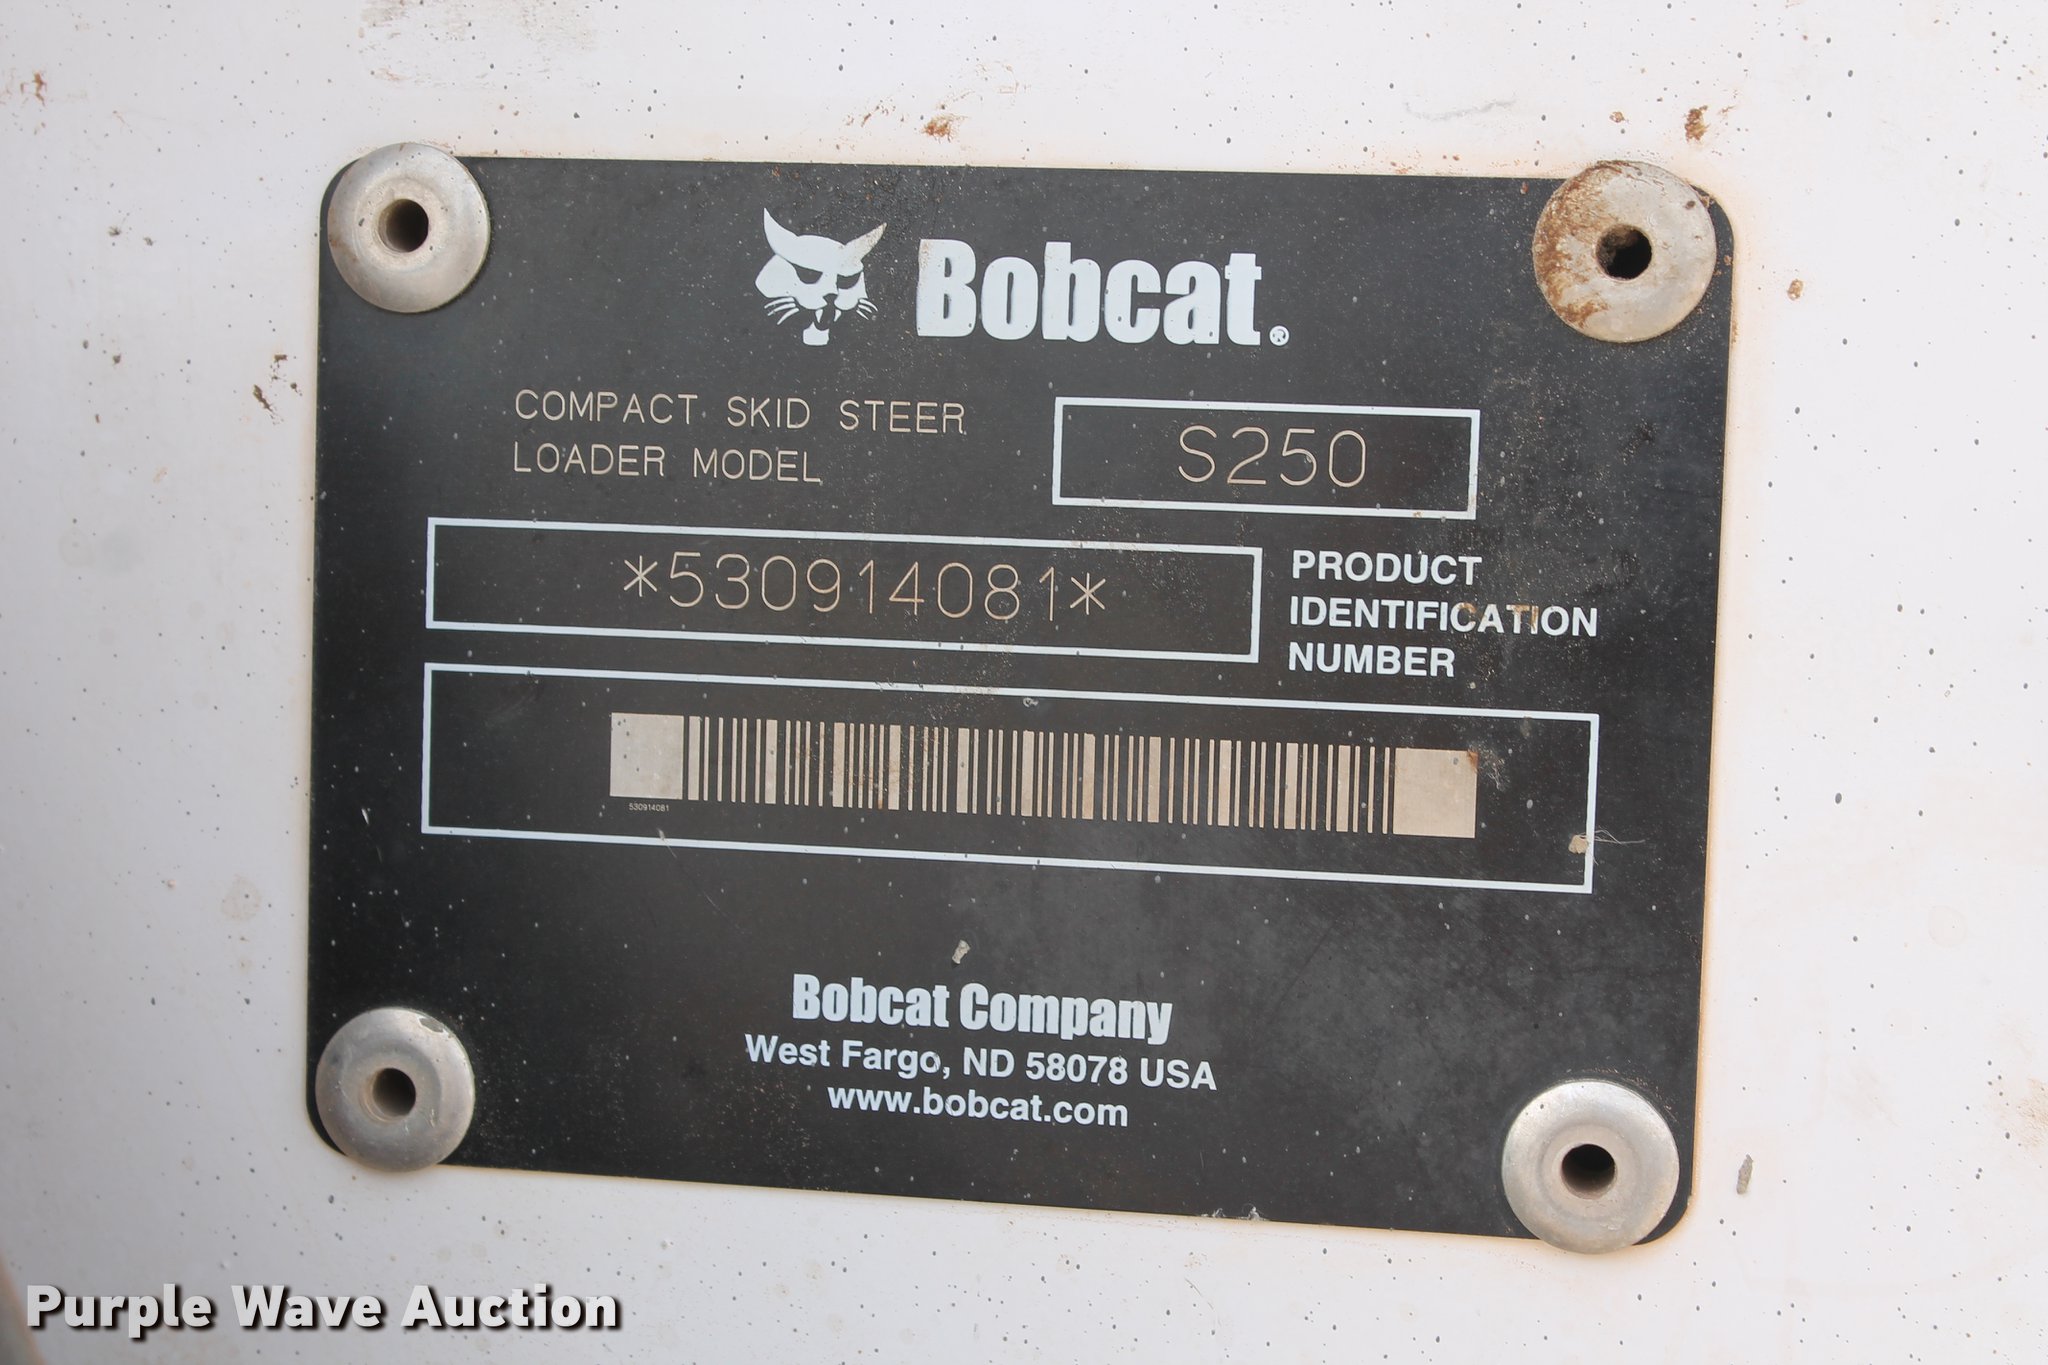 Bobcat®
COMPACT SKID STEER
LOADER MODEL
S250
*530914081*
PRODUCT
IDENTIFICATION
NUMBER
530914081
Bobcat Company
West Fargo, ND 58078 USA
www.bobcat.com
Purple Wave Auction